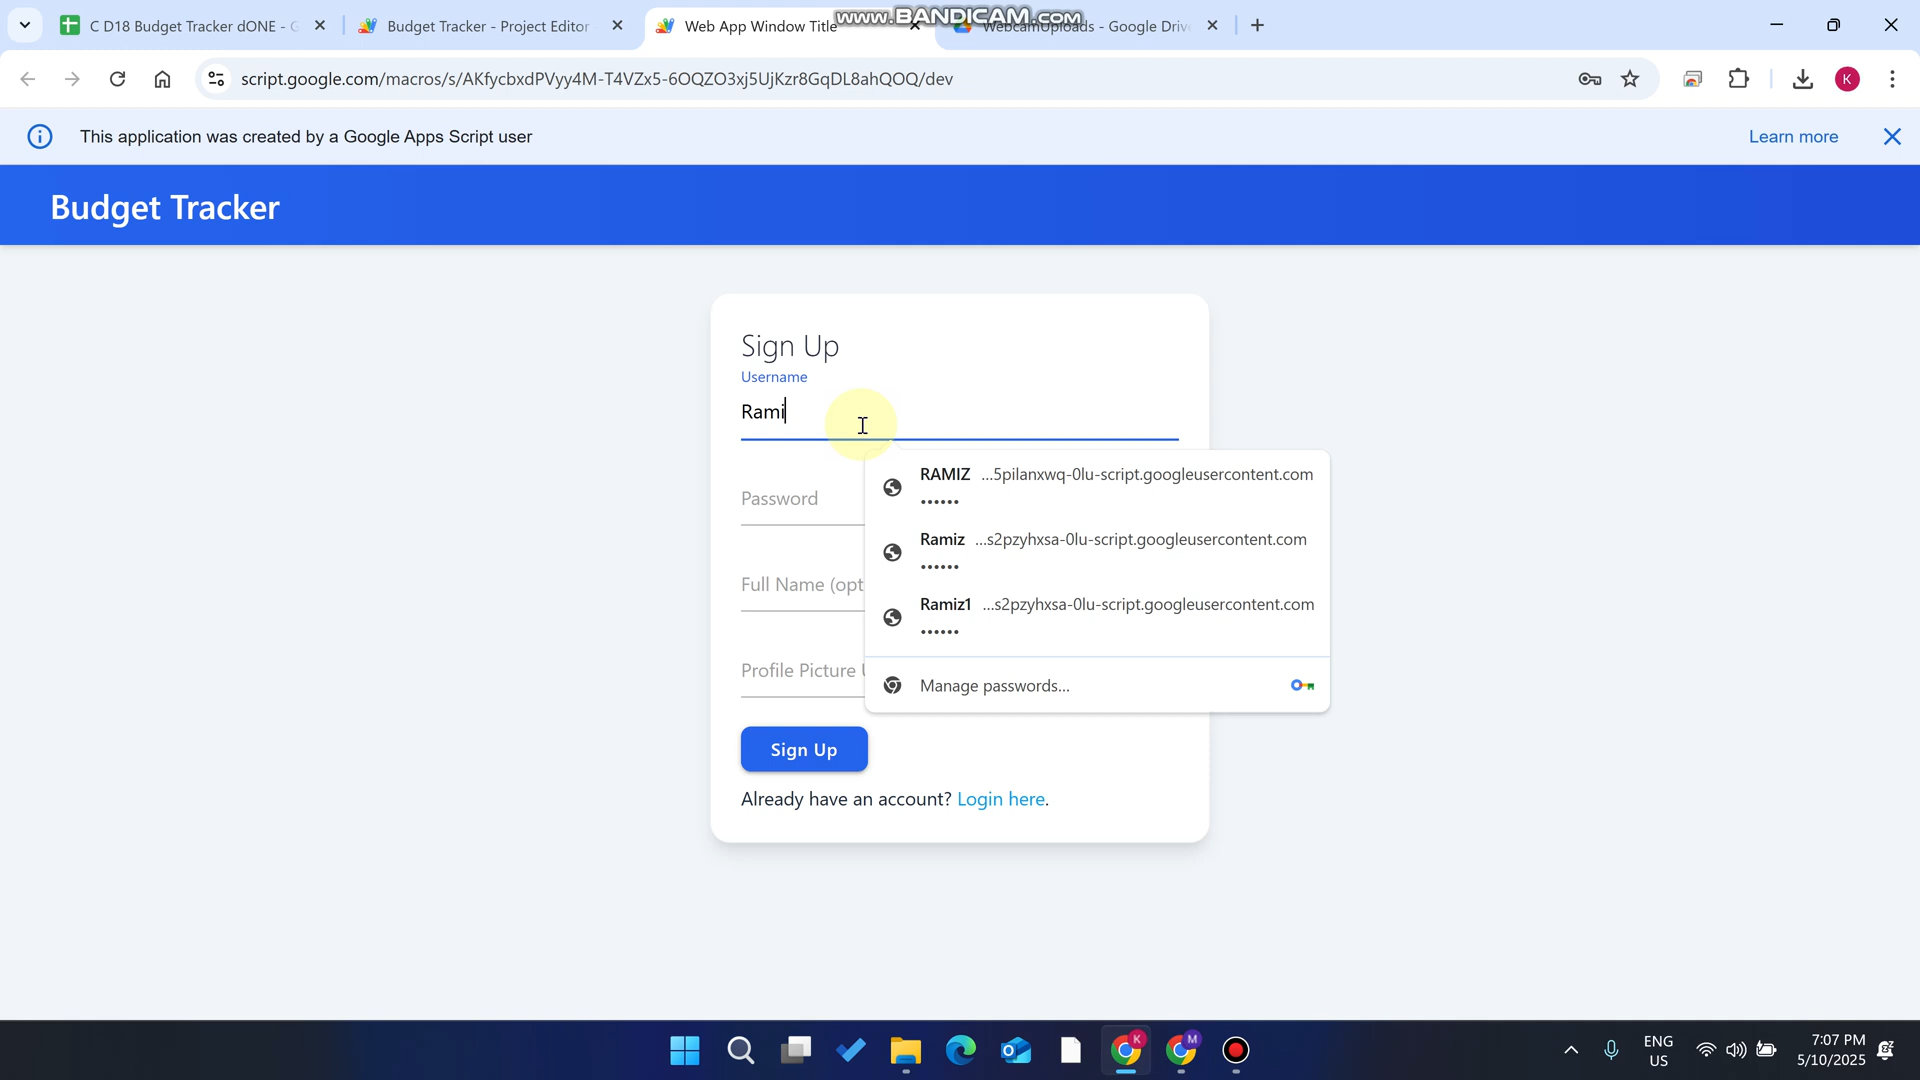 C D18 Budget Tracker dONE - G
Budget Tracker - Project Editor
Web App Window Title
www.BANDICAM.com
WebcamUploads - Google Driv
script.google.com/macros/s/AKfycbxdPVyy4M-T4VZx5-6OQZO3xj5UjKzr8GqDL8ahQOQ/dev
K
This application was created by a Google Apps Script user
Learn more
Budget Tracker
Sign Up
Username
Rami
RAMIZ ...5pilanxwq-0lu-script.googleusercontent.com
••••••
Password
Ramiz ...s2pzyhxsa-0lu-script.googleusercontent.com
••••••
Full Name (opt
Ramiz1 ...s2pzyhxsa-0lu-script.googleusercontent.com
••••••
Profile Picture U
Manage passwords...
Sign Up
Already have an account? Login here.
K
M
ENG
US
7:07 PM
5/10/2025